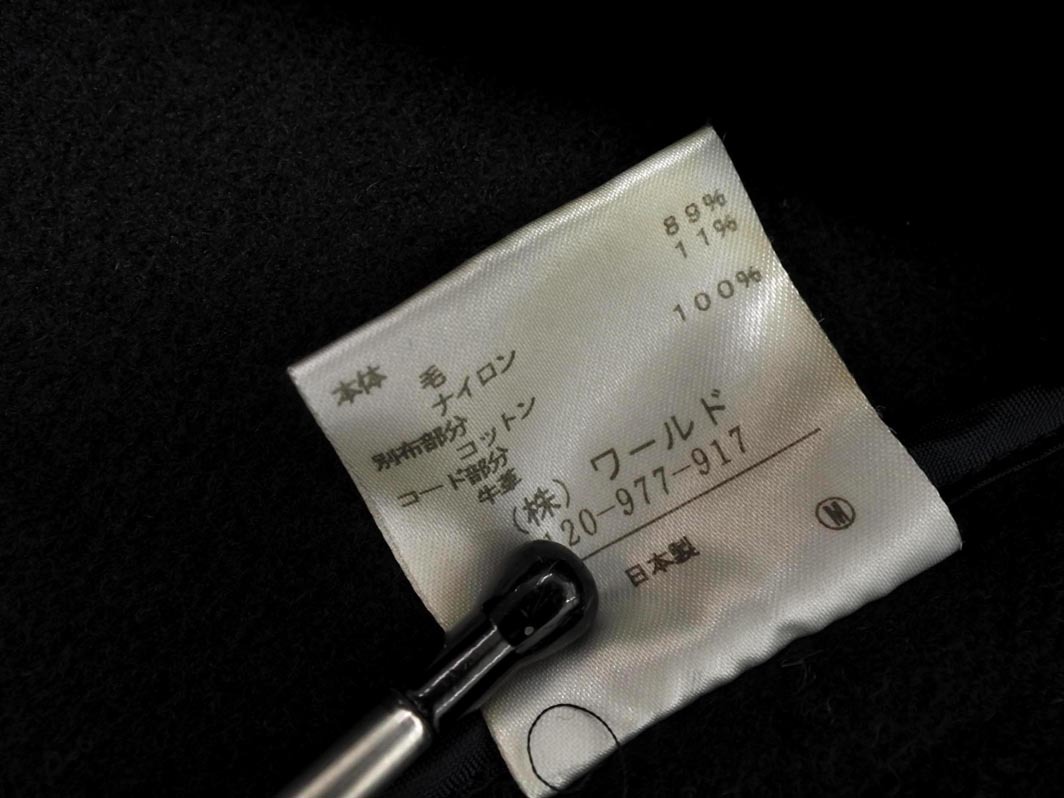 本体 毛 89%
ナイロン 11%
別布部分
コットン 100%
コード部分
牛革
(株) ワールド
120-977-917
日本製
M